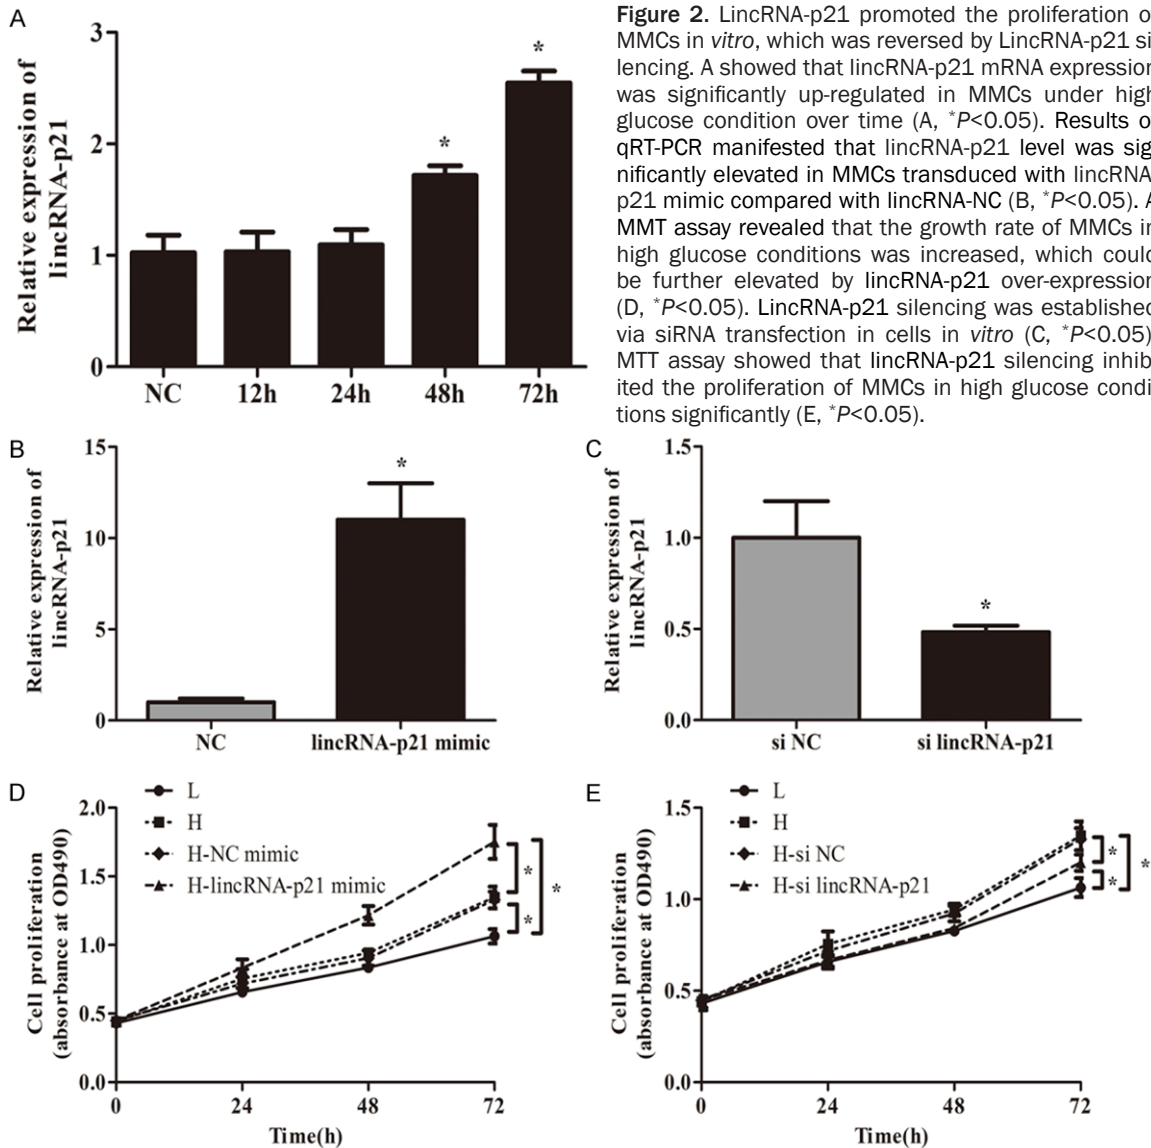 A
Relative expression of
lincRNA-p21
3
2
1
0
*
*
NC 12h 24h 48h 72h
Figure 2. LincRNA-p21 promoted the proliferation o
MMCs in vitro, which was reversed by LincRNA-p21 si
lencing. A showed that lincRNA-p21 mRNA expression
was significantly up-regulated in MMCs under high
glucose condition over time (A, *P<0.05). Results o
qRT-PCR manifested that lincRNA-p21 level was sig
nificantly elevated in MMCs transduced with lincRNA
p21 mimic compared with lincRNA-NC (B, *P<0.05). A
MMT assay revealed that the growth rate of MMCs in
high glucose conditions was increased, which could
be further elevated by lincRNA-p21 over-expression
(D, *P<0.05). LincRNA-p21 silencing was established
via siRNA transfection in cells in vitro (C, *P<0.05)
MTT assay showed that lincRNA-p21 silencing inhib
ited the proliferation of MMCs in high glucose condi
tions significantly (E, *P<0.05).
B
Relative expression of
lincRNA-p21
15
10
5
0
*
NC lincRNA-p21 mimic
C
Relative expression of
lincRNA-p21
1.5
1.0
0.5
0.0
*
si NC si lincRNA-p21
D
L
H
H-NC mimic
H-lincRNA-p21 mimic
Cell proliferation
(absorbance at OD490)
2.0
1.5
1.0
0.5
0.0
*
*
*
0 24 48 72
Time(h)
E
L
H
H-si NC
H-si lincRNA-p21
Cell proliferation
(absorbance at OD490)
1.5
1.0
0.5
0.0
*
*
*
0 24 48 72
Time(h)